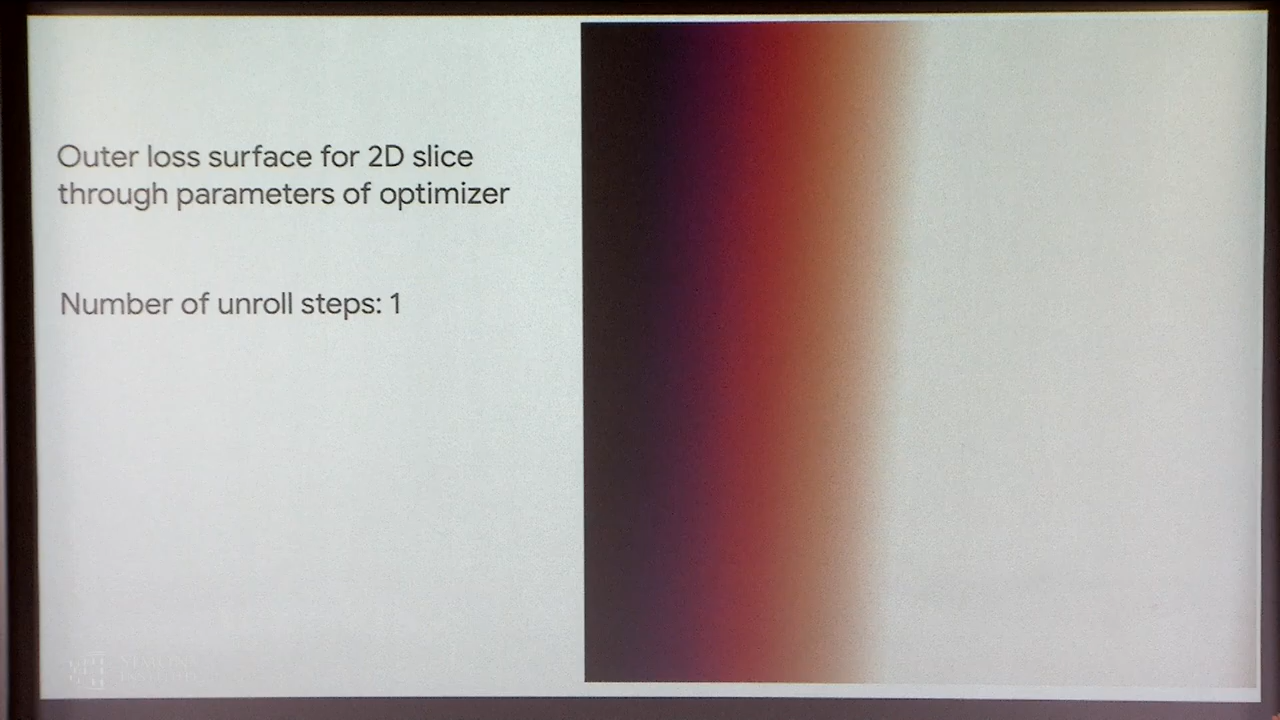 Outer loss surface for 2D slice
through parameters of optimizer
Number of unroll steps: 1